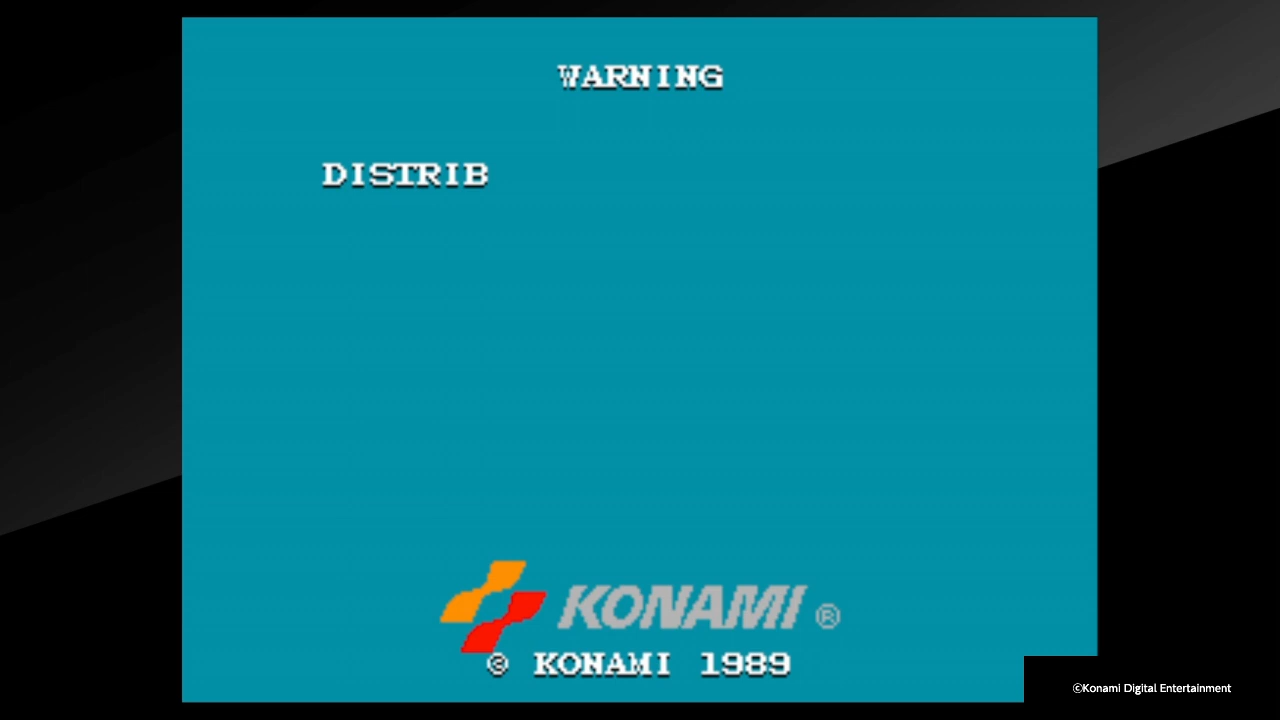 WARNING
DISTRIB
KONAMI ®
© KONAMI 1989
©Konami Digital Entertainment